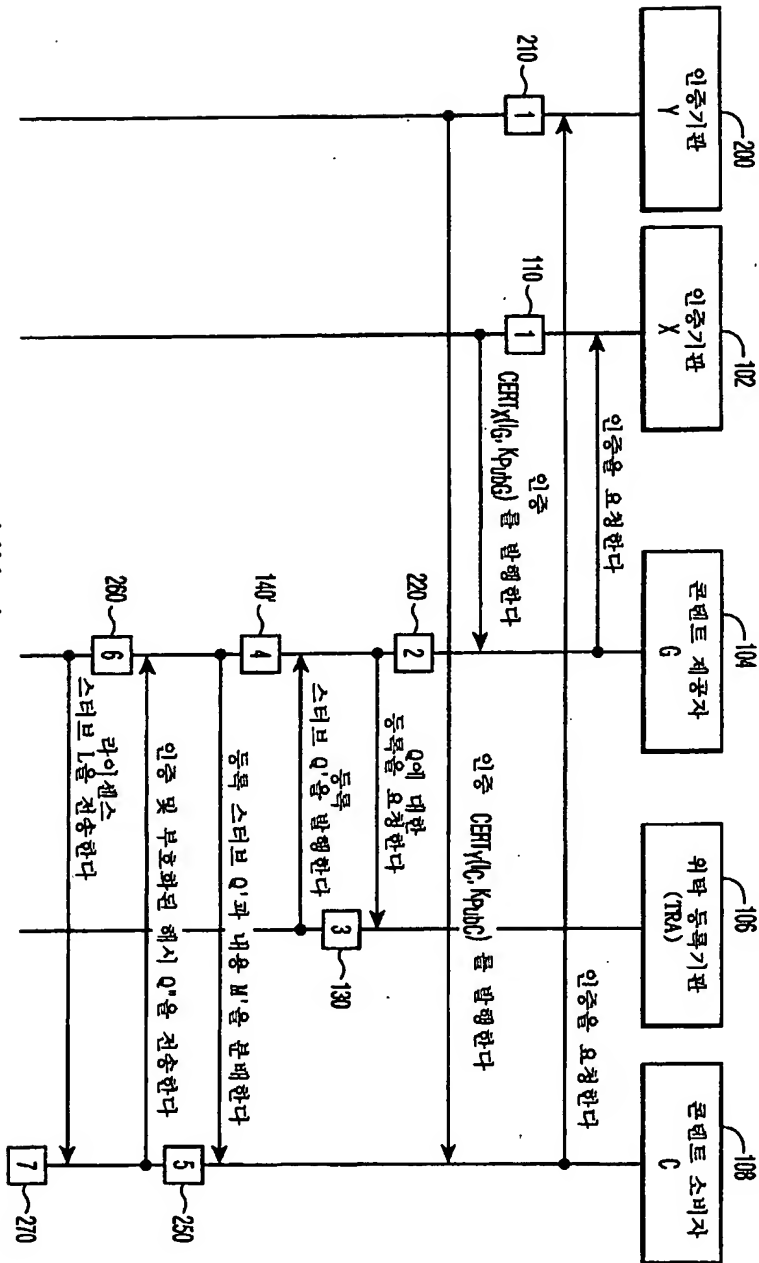 200
인증기관
Y
102
인증기관
X
104
콘텐트 제공자
G
106
위탁 등록기관
(TRA)
108
콘텐트 소비자
C
인증을 요청한다
인증을 요청한다
210
1
110
1
인증
CERTX(IG, KPubG) 를 발행한다
인증 CERTY(IC, KPubC) 를 발행한다
220
2
Q에 대한
등록을 요청한다
3
130
등록
스티브 Q'을 발행한다
140'
4
등록 스티브 Q'과 내용 M'을 분배한다
5
250
인증 및 부호화된 해시 Q"을 전송한다
260
6
라이센스
스티브 L을 전송한다
7
270